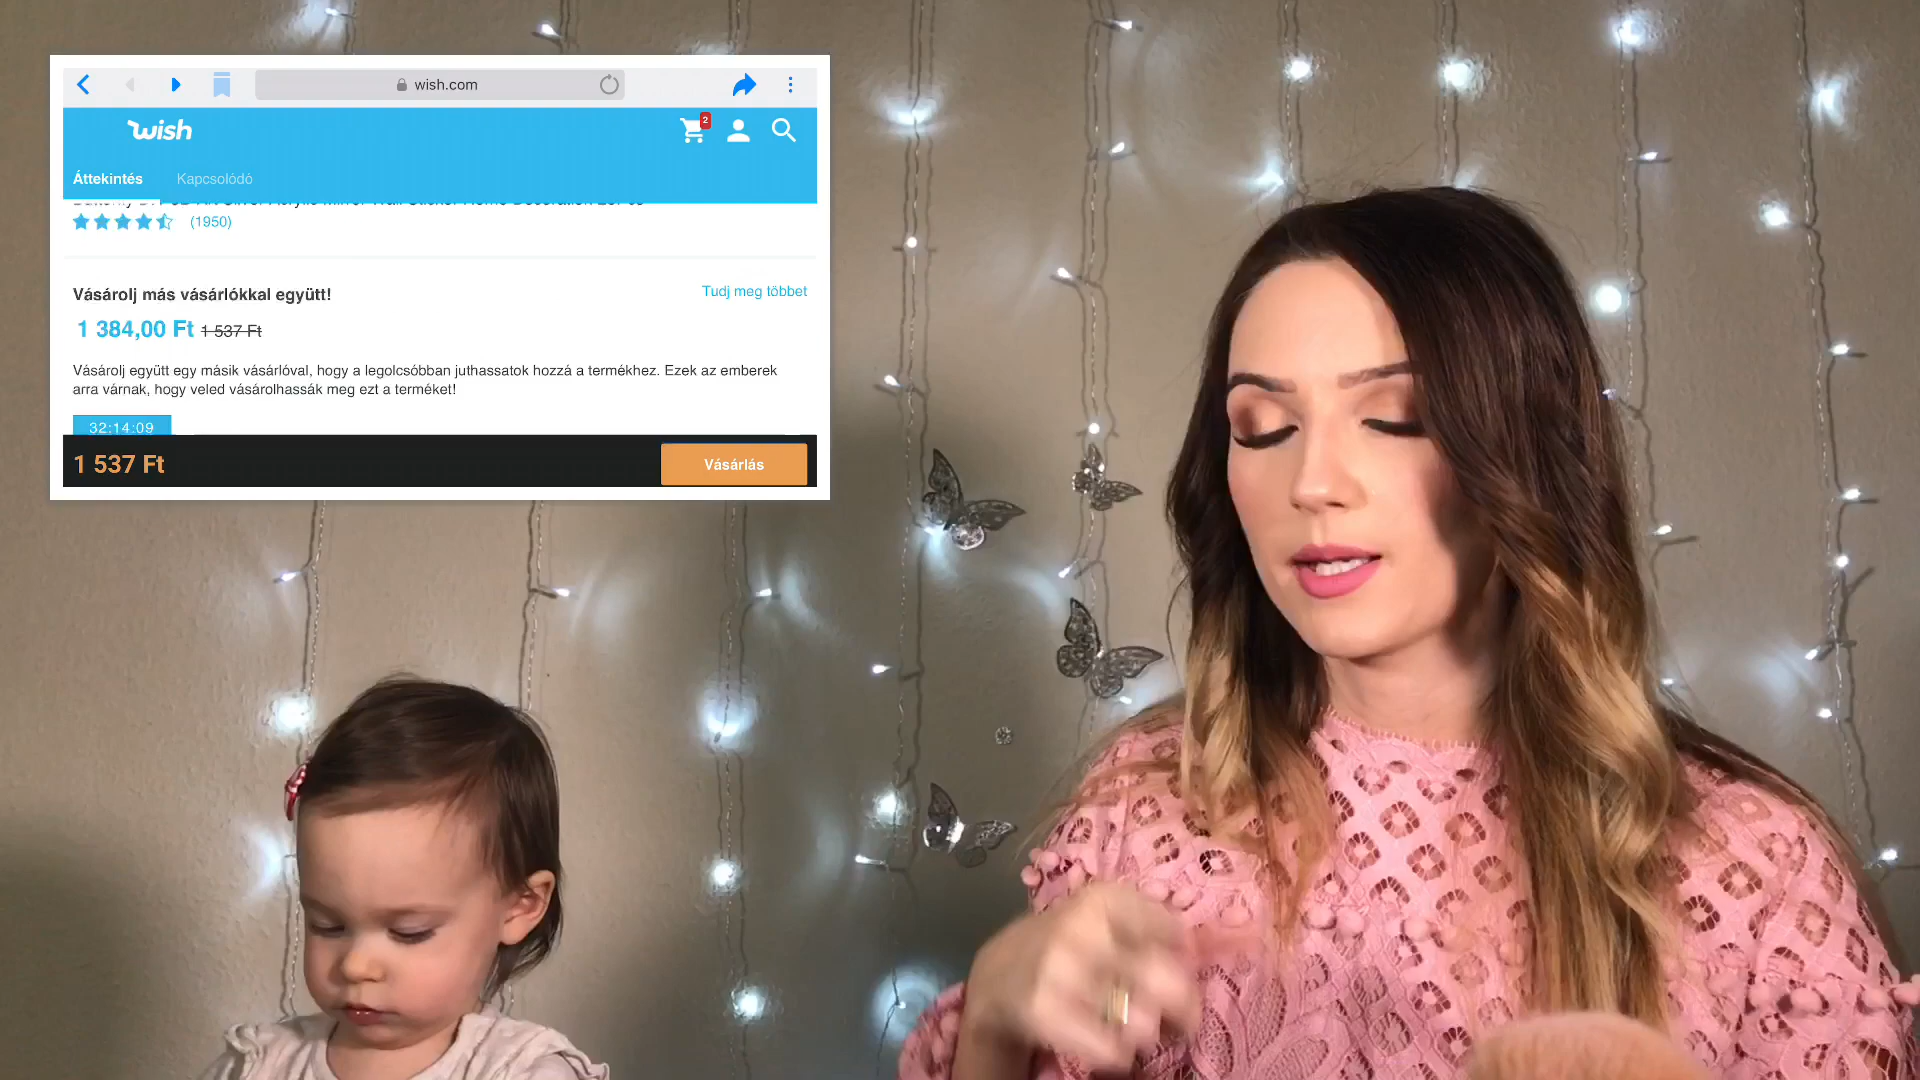 wish.com
wish
2
Áttekintés
Kapcsolódó
(1950)
Vásárolj más vásárlókkal együtt!
Tudj meg többet
1 384,00 Ft 1 537 Ft
Vásárolj együtt egy másik vásárlóval, hogy a legolcsóbban juthassatok hozzá a termékhez. Ezek az emberek
arra várnak, hogy veled vásárolhassák meg ezt a terméket!
32:14:09
1 537 Ft
Vásárlás